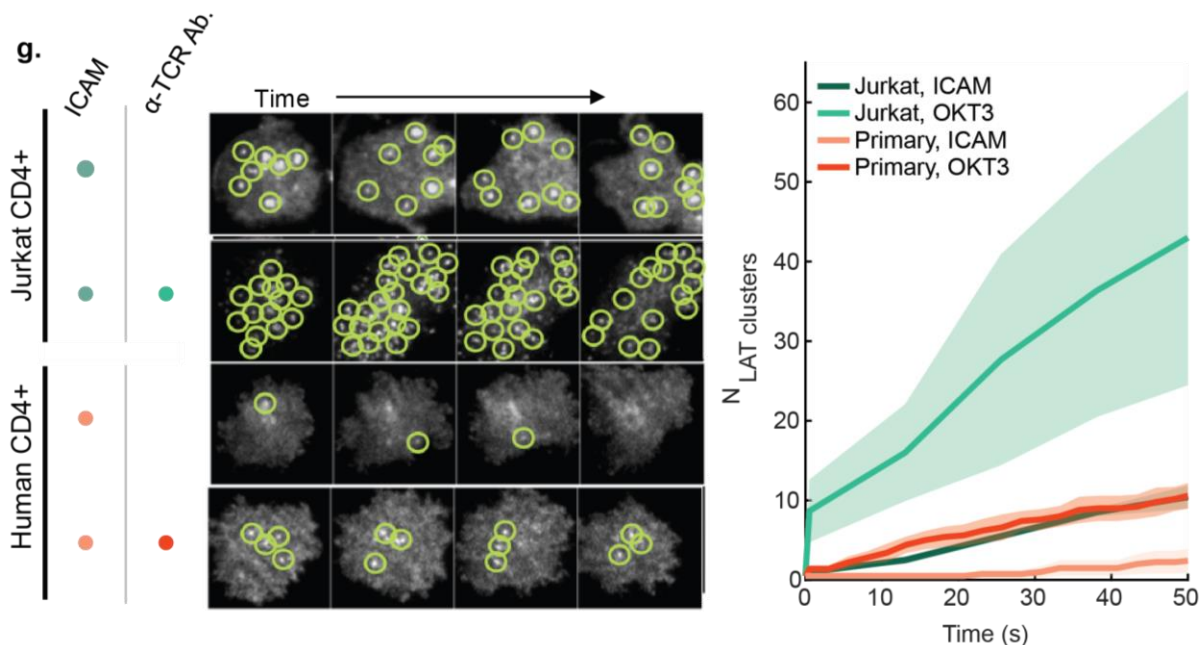 g.
ICAM
α-TCR Ab.
Time
Jurkat CD4+
Human CD4+
Jurkat, ICAM
Jurkat, OKT3
Primary, ICAM
Primary, OKT3
N LAT clusters
60
50
40
30
20
10
0
0 10 20 30 40 50
Time (s)